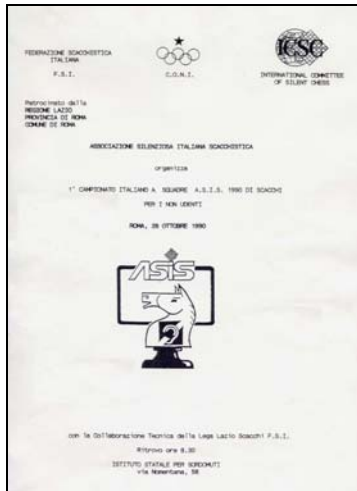 FEDERAZIONE SCACCHISTICA
ITALIANA
F.S.I.
C.O.N.I.
ICSC
INTERNATIONAL COMMITTEE
OF SILENT CHESS
Patrocinato dalla
REGIONE LAZIO
PROVINCIA DI ROMA
COMUNE DI ROMA
ASSOCIAZIONE SILENZIOSA ITALIANA SCACCHISTICA
organizza
1° CAMPIONATO ITALIANO A SQUADRE A.S.I.S. 1990 DI SCACCHI
PER I NON UDENTI
ROMA, 28 OTTOBRE 1990
ASIS
con la Collaborazione Tecnica della Lega Lazio Scacchi F.S.I.
Ritrovo ore 8.30
ISTITUTO STATALE PER SORDOMUTI
via Nomentana, 56